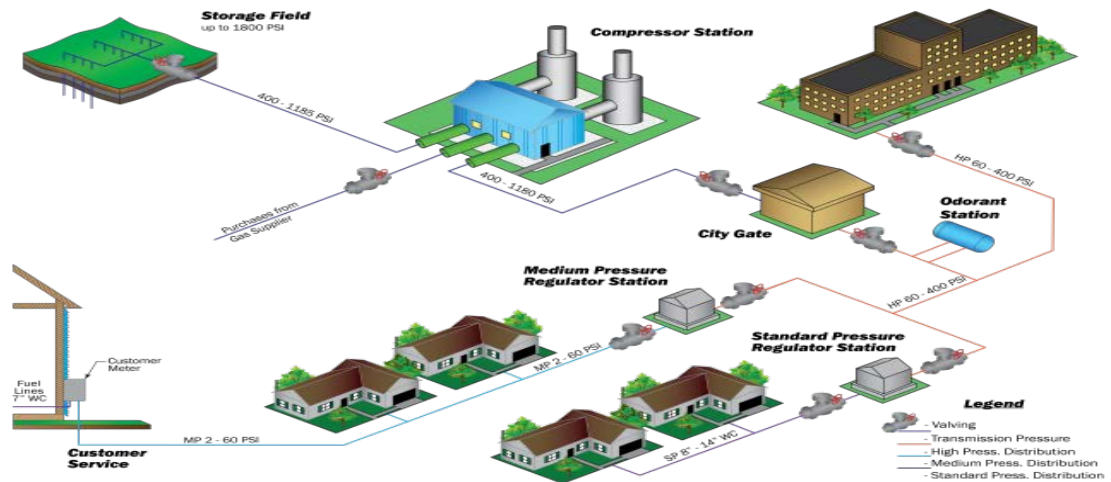 Storage Field
up to 1800 PSI
Compressor Station
400 - 1185 PSI
HP 60 - 400 PSI
400 - 1180 PSI
Purchases from
Gas Supplier
Odorant
Station
City Gate
Medium Pressure
Regulator Station
HP 60 - 400 PSI
Standard Pressure
Regulator Station
Customer
Meter
MP 2 - 60 PSI
Fuel
Lines
7" WC
Legend
- Valving
- Transmission Pressure
- High Press. Distribution
- Medium Press. Distribution
- Standard Press. Distribution
MP 2 - 60 PSI
SP 8" - 14" WC
Customer
Service